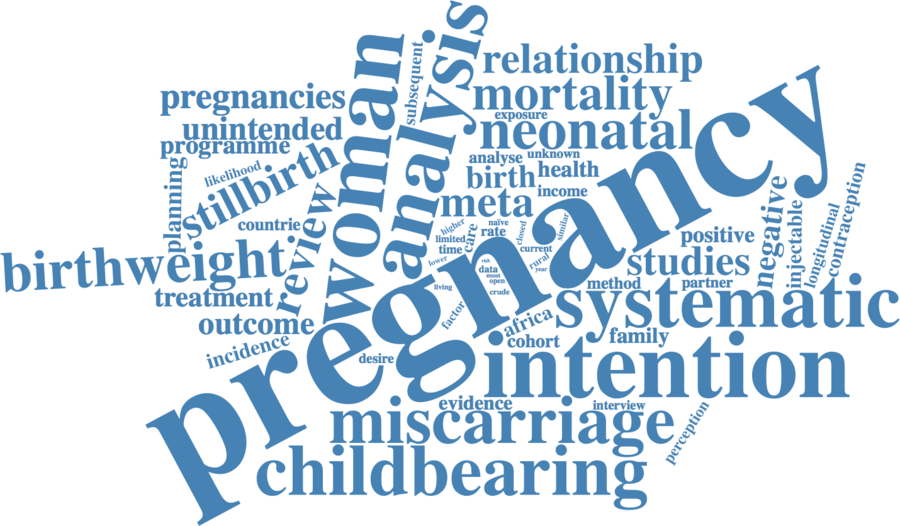 pregnancy
woman
analysis
subsequent
relationship
mortality
exposure
neonatal
pregnancies
unintended
programme
likelihood
stillbirth
planning
countrie
review
birthweight
treatment
outcome
incidence
analyse
unknown
birth
health
income
meta
higher
limited
time
care
naïve
rate
closed
similar
current
rural
year
lower
risk
data
most
open
crude
living
factor
africa
cohort
desire
positive
studies
method
partner
negative
injectable
longitudinal
contraception
systematic
family
intention
evidence
interview
miscarriage
perception
childbearing